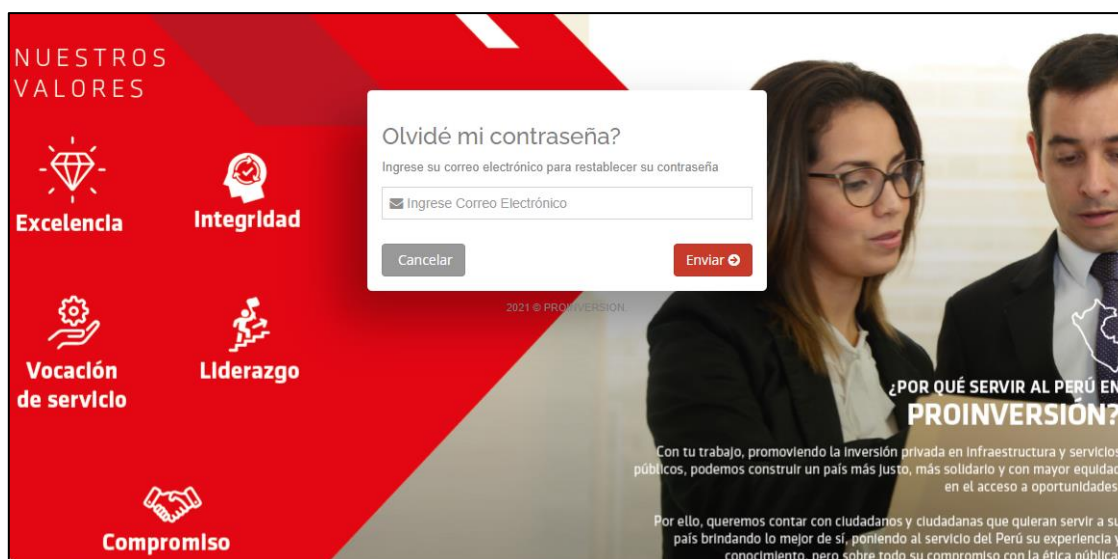 NUESTROS
VALORES
Excelencia
Integridad
Vocación
de servicio
Liderazgo
Compromiso
Olvidé mi contraseña?
Ingrese su correo electrónico para restablecer su contraseña
Ingrese Correo Electrónico
Cancelar
Enviar
2021 © PROINVERSIÓN.
¿POR QUÉ SERVIR AL PERÚ EN
PROINVERSIÓN?
Con tu trabajo, promoviendo la inversión privada en infraestructura y servicios
públicos, podemos construir un país más justo, más solidario y con mayor equidad
en el acceso a oportunidades
Por ello, queremos contar con ciudadanos y ciudadanas que quieran servir a su
país brindando lo mejor de sí, poniendo al servicio del Perú su experiencia
conocimiento, pero sobre todo su compromiso con la ética pública